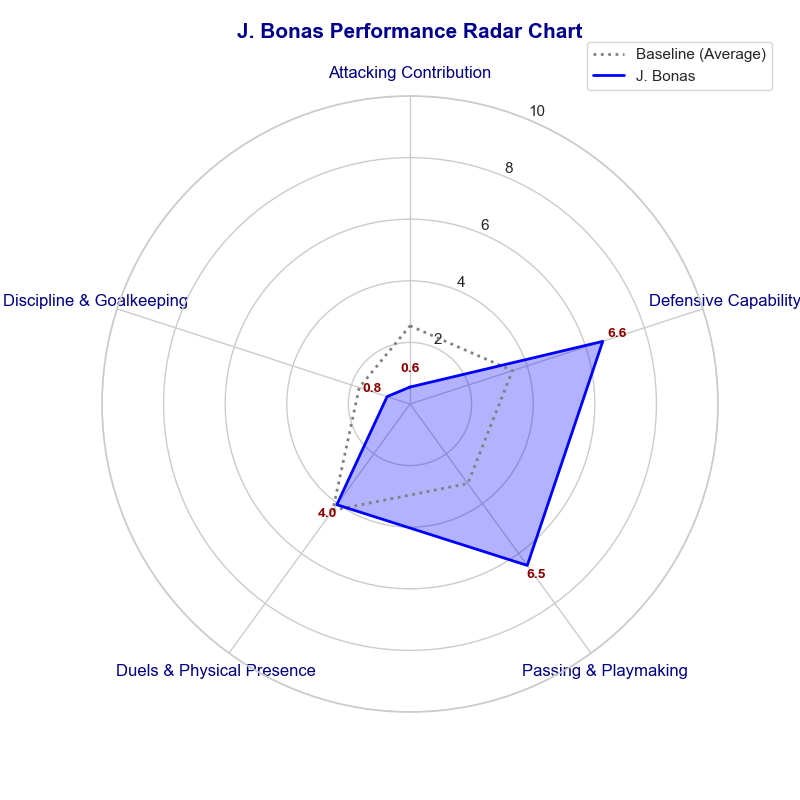 J. Bonas Performance Radar Chart
Baseline (Average)
J. Bonas
Attacking Contribution
10
8
6
4
2
Discipline & Goalkeeping
Defensive Capability
6.6
0.6
0.8
4.0
6.5
Duels & Physical Presence
Passing & Playmaking